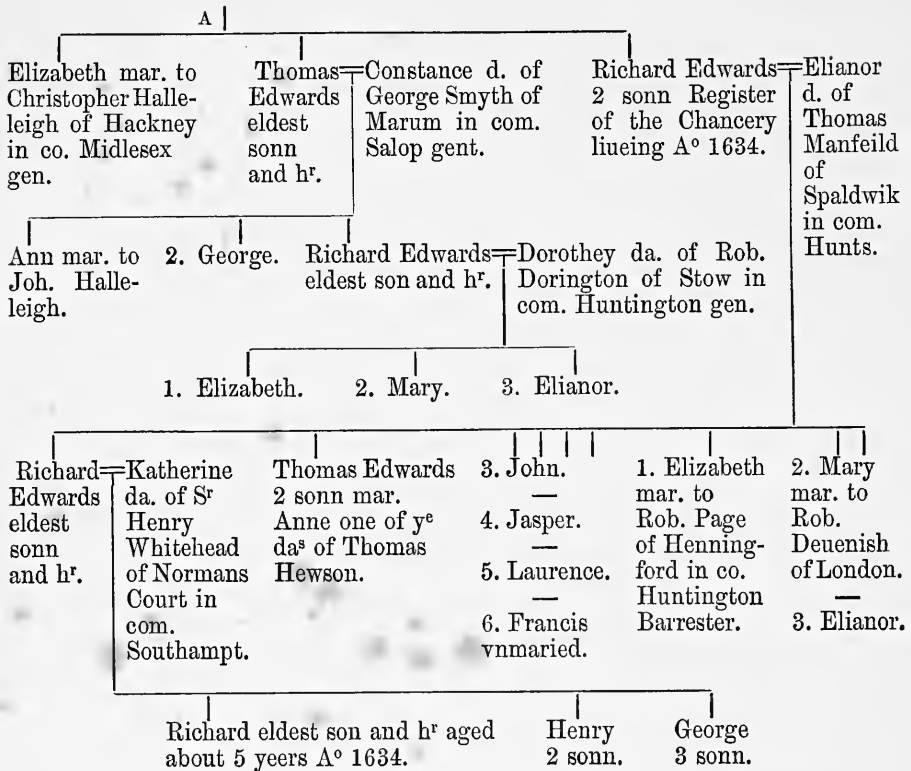 A
Elizabeth mar. to
Christopher Halle-
leigh of Hackney
in co. Midlesex
gen.
Thomas
Edwards
eldest
sonn
and hʳ.
Constance d. of
George Smyth of
Marum in com.
Salop gent.
Richard Edwards
2 sonn Register
of the Chancery
liueing Aᵒ 1634.
Elianor
d. of
Thomas
Manfeild
of
Spaldwik
in com.
Hunts.
Ann mar. to
Joh. Halle-
leigh.
2. George.
Richard Edwards
eldest son and hʳ.
Dorothey da. of Rob.
Dorington of Stow in
com. Huntington gen.
1. Elizabeth. 2. Mary. 3. Elianor.
Richard
Edwards
eldest
sonn
and hʳ.
Katherine
da. of Sʳ
Henry
Whitehead
of Normans
Court in
com.
Southampt.
Thomas Edwards
2 sonn mar.
Anne one of yᵉ
daˢ of Thomas
Hewson.
3. John.
—
4. Jasper.
—
5. Laurence.
—
6. Francis
vnmaried.
1. Elizabeth
mar. to
Rob. Page
of Henning-
ford in co.
Huntington
Barrester.
2. Mary
mar. to
Rob.
Deuenish
of London.
—
3. Elianor.
Richard eldest son and hʳ aged
about 5 yeers Aᵒ 1634.
Henry
2 sonn.
George
3 sonn.